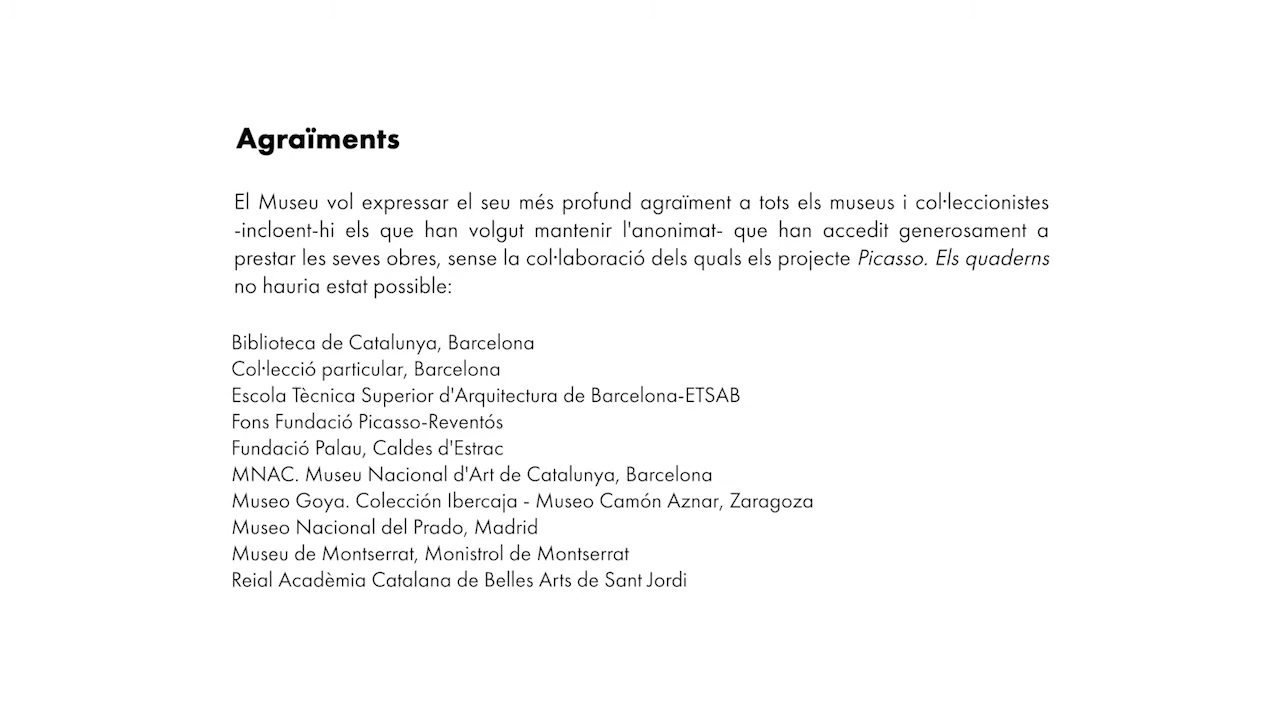 Agraïments
El Museu vol expressar el seu més profund agraïment a tots els museus i col·leccionistes
-incloent-hi els que han volgut mantenir l'anonimat- que han accedit generosament a
prestar les seves obres, sense la col·laboració dels quals els projecte Picasso. Els quaderns
no hauria estat possible:
Biblioteca de Catalunya, Barcelona
Col·lecció particular, Barcelona
Escola Tècnica Superior d'Arquitectura de Barcelona-ETSAB
Fons Fundació Picasso-Reventós
Fundació Palau, Caldes d'Estrac
MNAC. Museu Nacional d'Art de Catalunya, Barcelona
Museo Goya. Colección Ibercaja - Museo Camón Aznar, Zaragoza
Museo Nacional del Prado, Madrid
Museu de Montserrat, Monistrol de Montserrat
Reial Acadèmia Catalana de Belles Arts de Sant Jordi